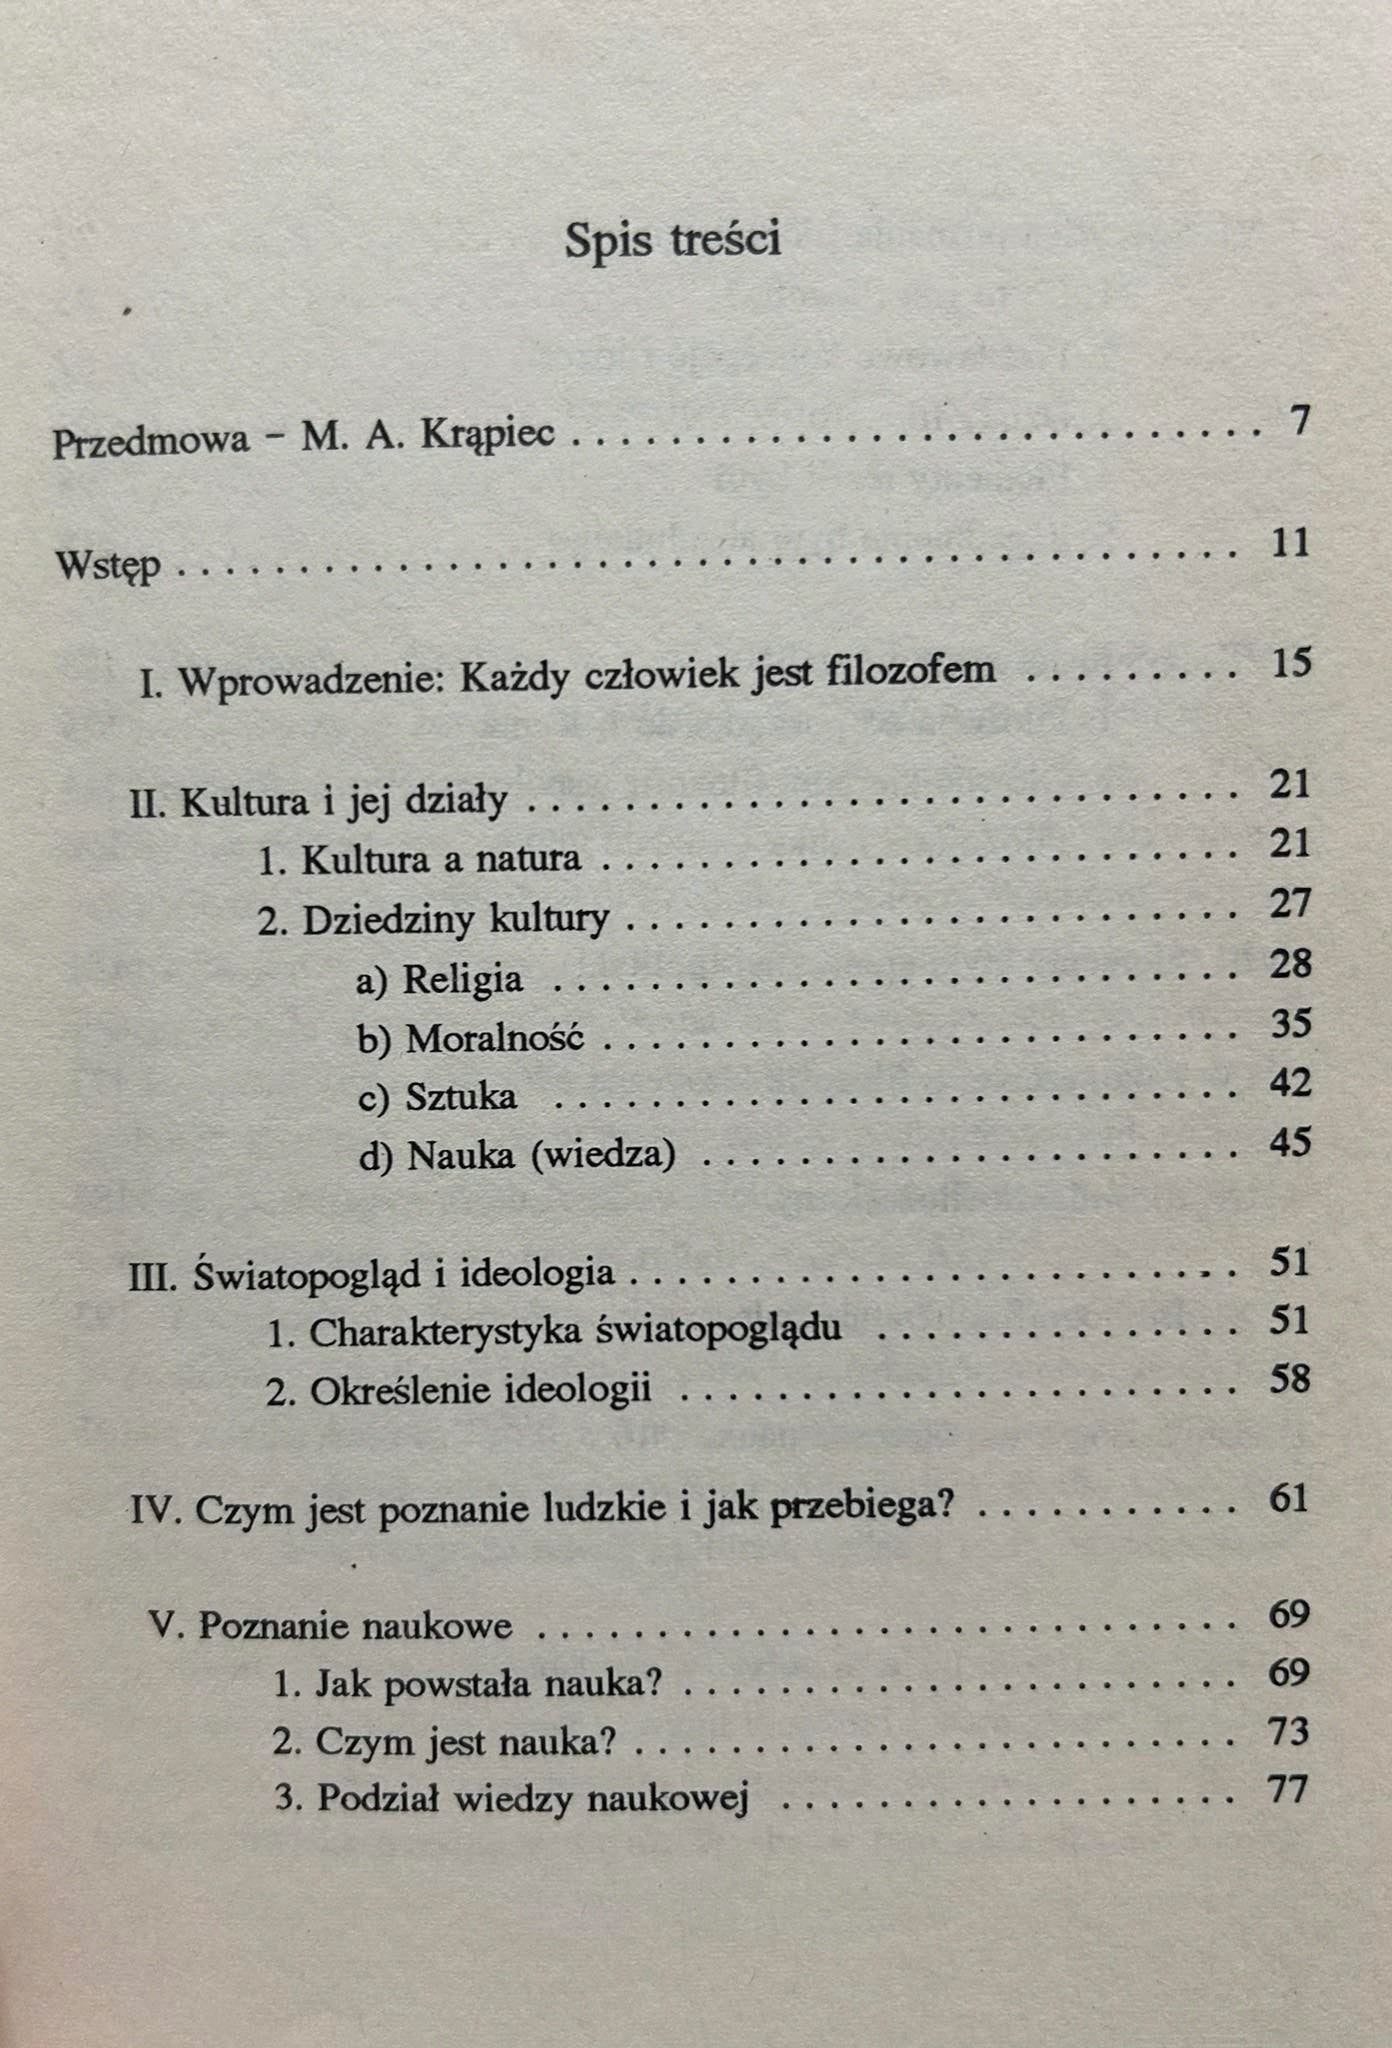 Spis treści
Przedmowa – M. A. Krąpiec . . . . . . . . . . . . . . . . . . . . . . . . . . . . 7
Wstęp . . . . . . . . . . . . . . . . . . . . . . . . . . . . . . . . . . . . . . . . . . . 11
I. Wprowadzenie: Każdy człowiek jest filozofem . . . . . . . . . 15
II. Kultura i jej działy . . . . . . . . . . . . . . . . . . . . . . . . . . . . . 21
1. Kultura a natura . . . . . . . . . . . . . . . . . . . . . . . . . . 21
2. Dziedziny kultury . . . . . . . . . . . . . . . . . . . . . . . . . 27
a) Religia . . . . . . . . . . . . . . . . . . . . . . . . . . . . 28
b) Moralność . . . . . . . . . . . . . . . . . . . . . . . . . . 35
c) Sztuka . . . . . . . . . . . . . . . . . . . . . . . . . . . . 42
d) Nauka (wiedza) . . . . . . . . . . . . . . . . . . . . . . 45
III. Światopogląd i ideologia . . . . . . . . . . . . . . . . . . . . . . . . . 51
1. Charakterystyka światopoglądu . . . . . . . . . . . . . . . 51
2. Określenie ideologii . . . . . . . . . . . . . . . . . . . . . . . 58
IV. Czym jest poznanie ludzkie i jak przebiega? . . . . . . . . . . . 61
V. Poznanie naukowe . . . . . . . . . . . . . . . . . . . . . . . . . . . . . 69
1. Jak powstała nauka? . . . . . . . . . . . . . . . . . . . . . . . 69
2. Czym jest nauka? . . . . . . . . . . . . . . . . . . . . . . . . . 73
3. Podział wiedzy naukowej . . . . . . . . . . . . . . . . . . . 77